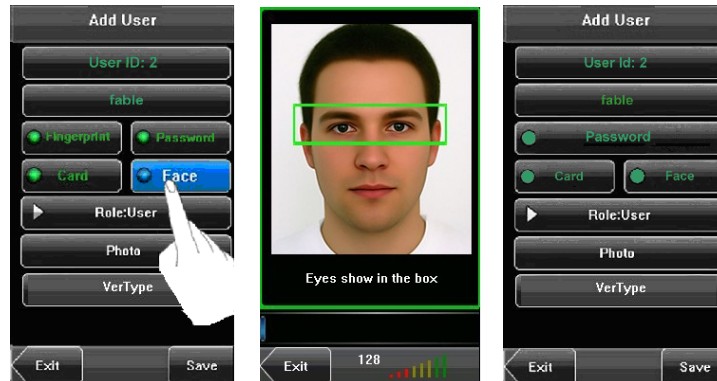 Add User
User ID: 2
fable
Fingerprint
Password
Card
Face
Role:User
Photo
VerType
Exit
Save
Eyes show in the box
Exit
128
Add User
User Id: 2
fable
Password
Card
Face
Role:User
Photo
VerType
Exit
Save